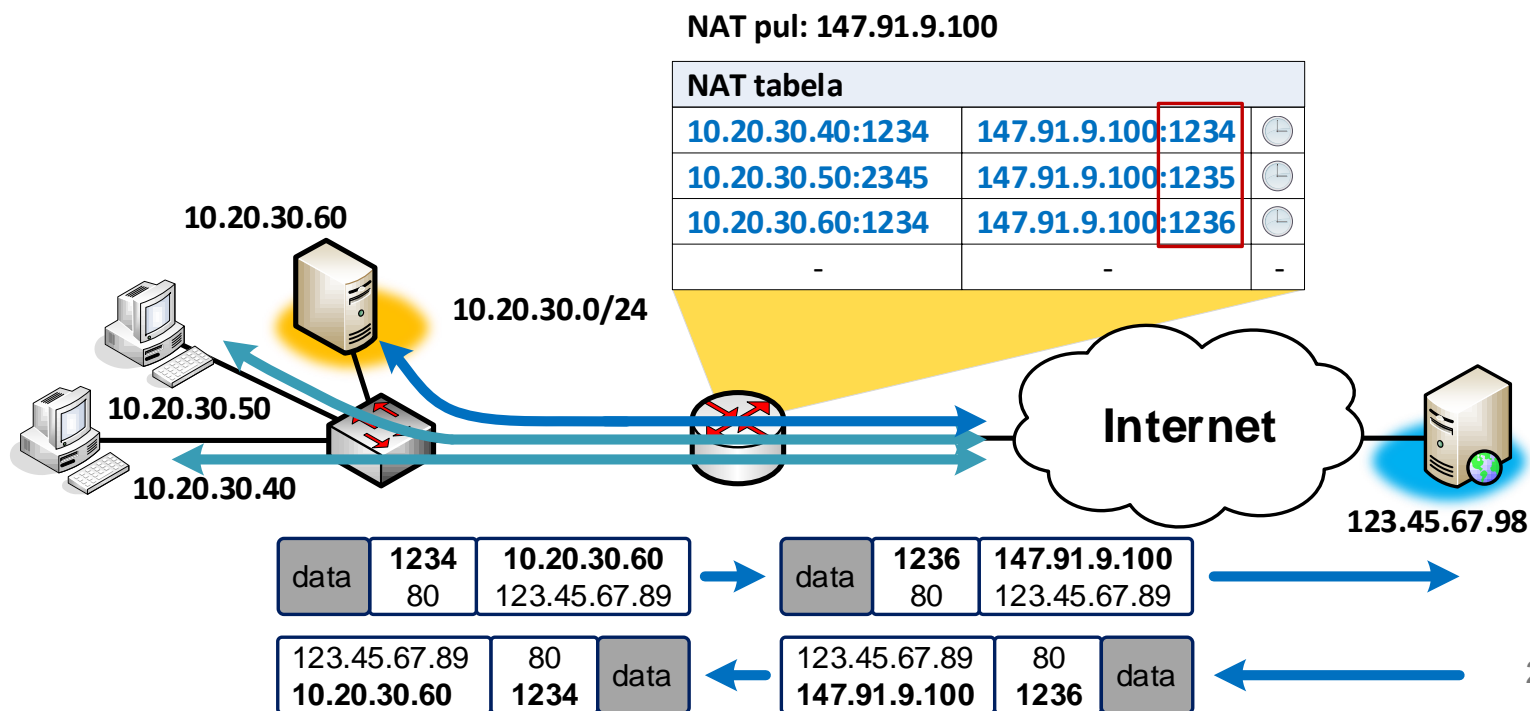 NAT pul: 147.91.9.100
NAT tabela
10.20.30.40:1234 147.91.9.100:1234
10.20.30.50:2345 147.91.9.100:1235
10.20.30.60:1234 147.91.9.100:1236
- - -
10.20.30.60
10.20.30.0/24
10.20.30.50
Internet
10.20.30.40
123.45.67.98
data 1234 10.20.30.60
80 123.45.67.89
data 1236 147.91.9.100
80 123.45.67.89
123.45.67.89 80 data
10.20.30.60 1234
123.45.67.89 80 data
147.91.9.100 1236